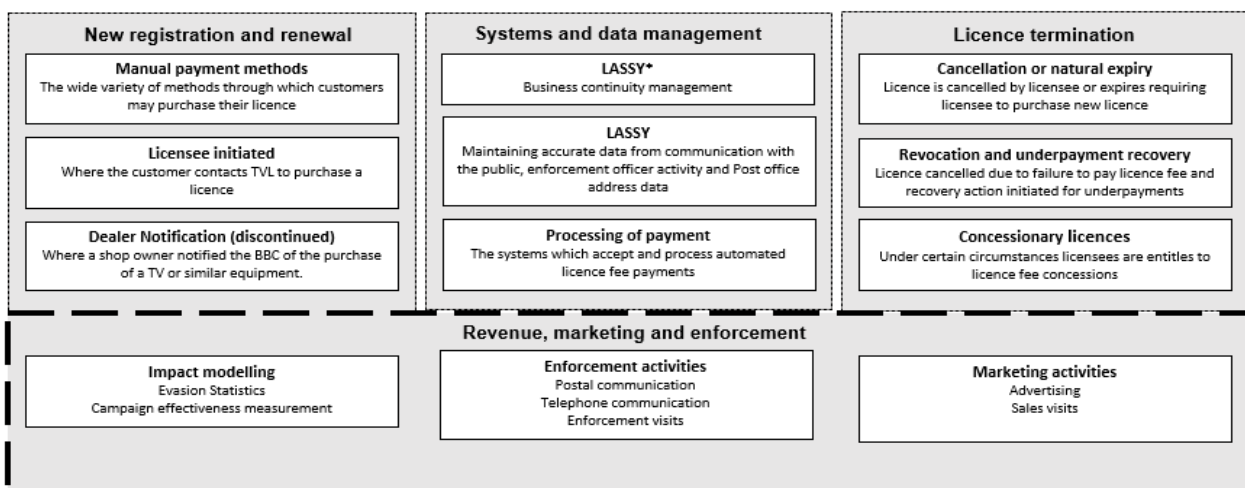 New registration and renewal
Manual payment methods
The wide variety of methods through which customers
may purchase their licence
Licensee initiated
Where the customer contacts TVL to purchase a
licence
Dealer Notification (discontinued)
Where a shop owner notified the BBC of the purchase
of a TV or similar equipment.
Systems and data management
LASSY*
Business continuity management
LASSY
Maintaining accurate data from communication with
the public, enforcement officer activity and Post office
address data
Processing of payment
The systems which accept and process automated
licence fee payments
Licence termination
Cancellation or natural expiry
Licence is cancelled by licensee or expires requiring
licensee to purchase new licence
Revocation and underpayment recovery
Licence cancelled due to failure to pay licence fee and
recovery action initiated for underpayments
Concessionary licences
Under certain circumstances licensees are entitles to
licence fee concessions
Revenue, marketing and enforcement
Impact modelling
Evasion Statistics
Campaign effectiveness measurement
Enforcement activities
Postal communication
Telephone communication
Enforcement visits
Marketing activities
Advertising
Sales visits